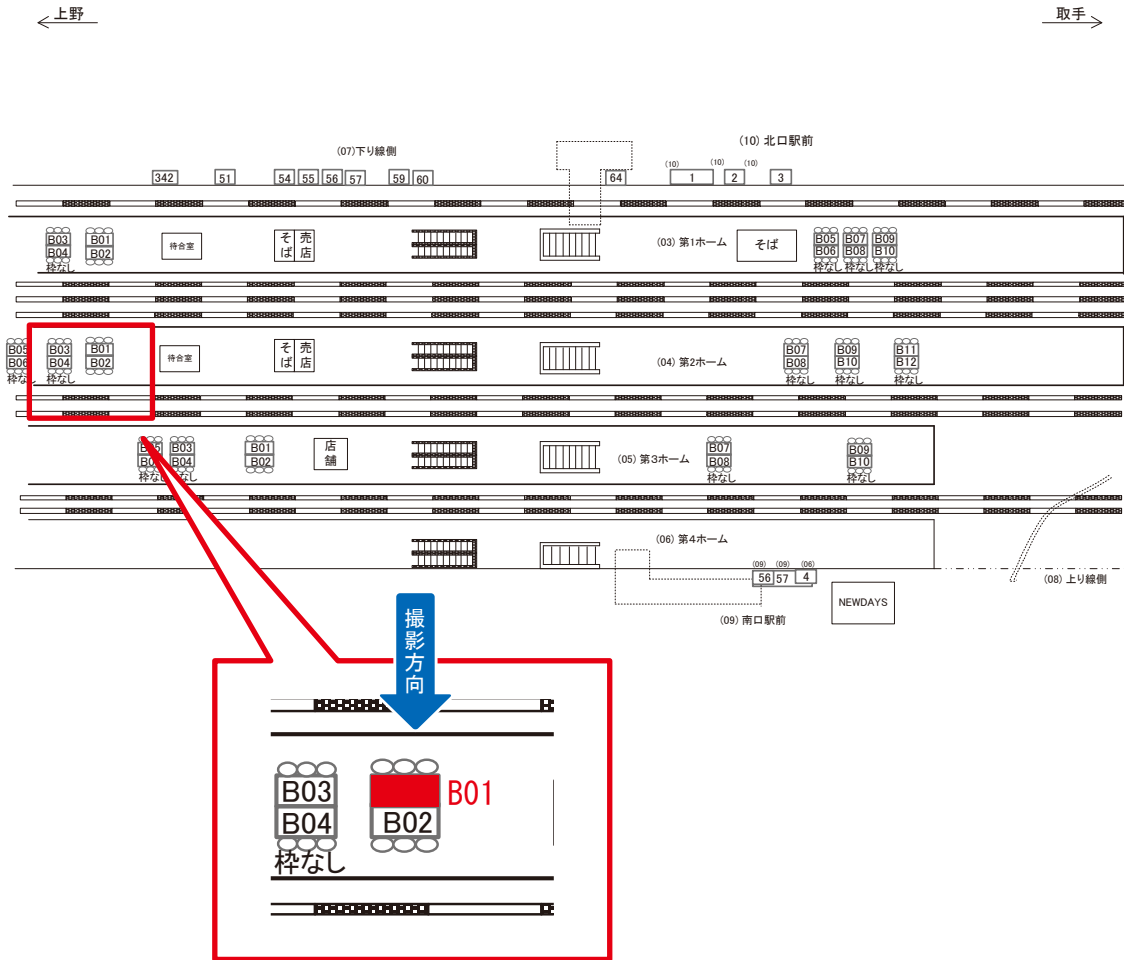 上野
取手
(10) 北口駅前
(07)下り線側
(10) (10) (10)
342 51 54 55 56 57 59 60 64 1 2 3
B03 B01 待合室 そば 売店 (03) 第1ホーム そば B05 B07 B09
B04 B02 B06 B08 B10
枠なし 枠なし 枠なし 枠なし
B05 B03 B01 待合室 そば 売店 (04) 第2ホーム B07 B09 B11
B06 B04 B02 B08 B10 B12
枠なし 枠なし 枠なし 枠なし 枠なし
B03 B01 店舗 (05) 第3ホーム B07 B09
B04 B02 B08 B10
枠なし 枠なし 枠なし
(06) 第4ホーム
(09) (09) (06)
56 57 4
(08) 上り線側
NEWDAYS
(09) 南口駅前
撮影方向
B03 B01
B04 B02
枠なし